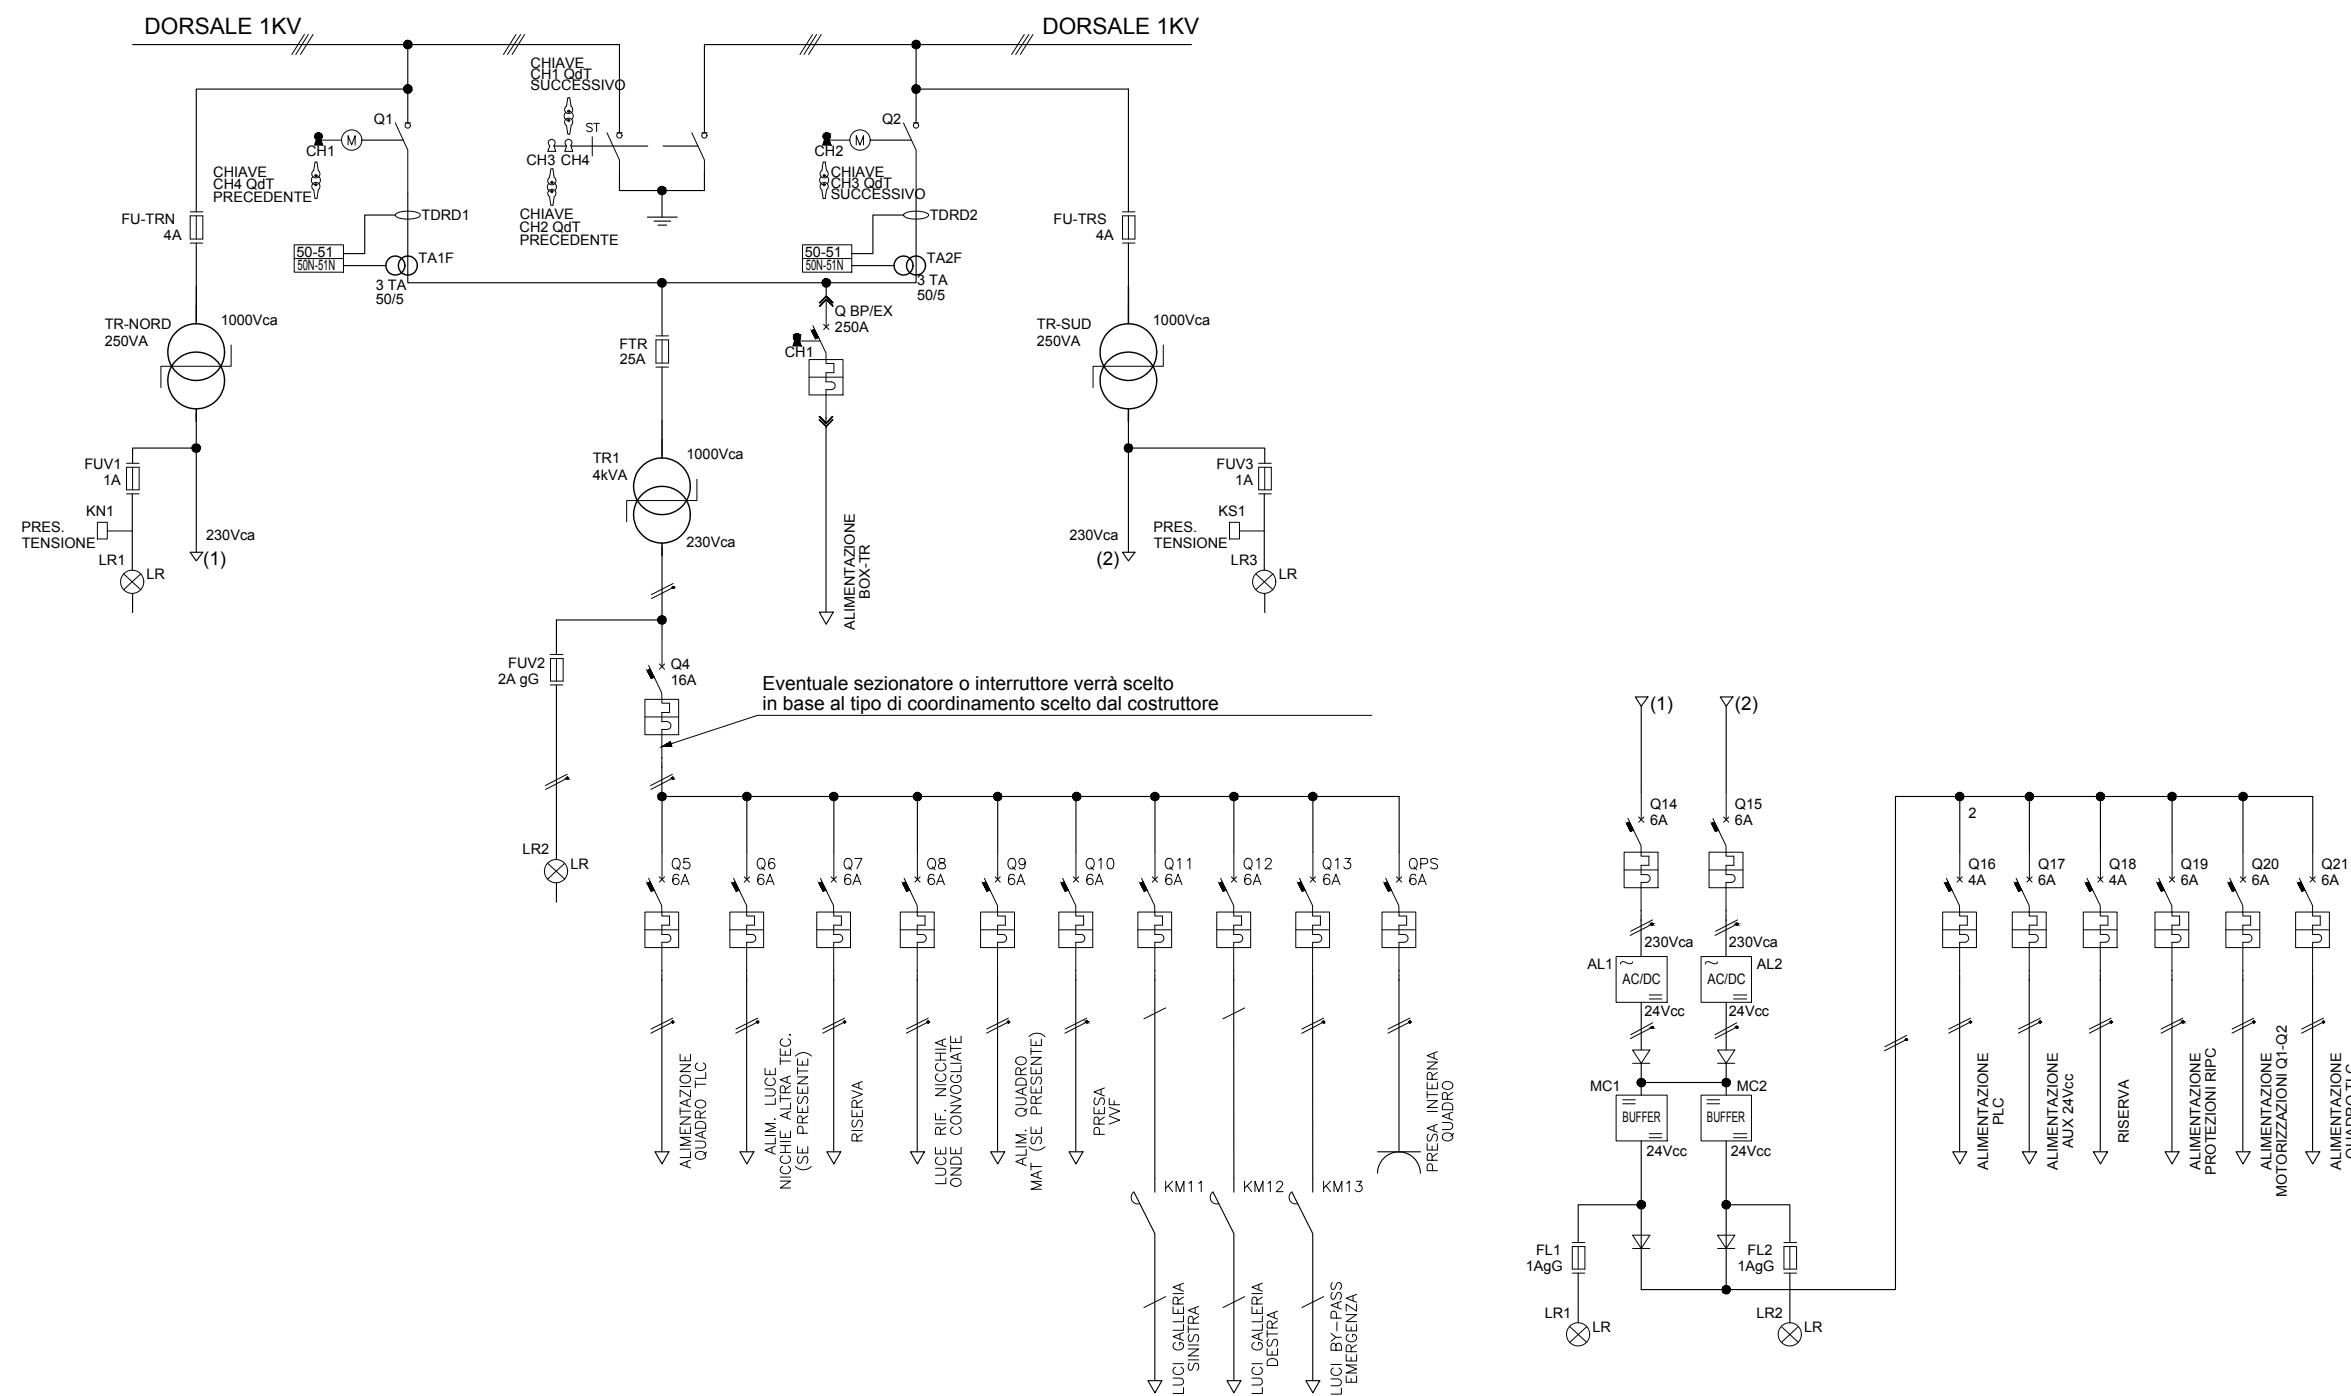 DORSALE 1KV
DORSALE 1KV
CHIAVE
CH1 QdT
SUCCESSIVO
Q1
M
CH1
CHIAVE
CH4 QdT
PRECEDENTE
ST
CH3 CH4
CHIAVE
CH2 QdT
PRECEDENTE
Q2
M
CH2
CHIAVE
CH3 QdT
SUCCESSIVO
FU-TRN
4A
TDRD1
50-51
50N-51N
TA1F
3 TA
50/5
TDRD2
50-51
50N-51N
TA2F
3 TA
50/5
FU-TRS
4A
TR-NORD
250VA
1000Vca
FTR
25A
Q BP/EX
250A
CH1
TR-SUD
250VA
1000Vca
FUV1
1A
KN1
PRES.
TENSIONE
LR1
LR
230Vca
(1)
TR1
4kVA
1000Vca
230Vca
ALIMENTAZIONE
BOX-TR
FUV3
1A
KS1
PRES.
TENSIONE
LR3
LR
230Vca
(2)
FUV2
2A gG
Q4
16A
Eventuale sezionatore o interruttore verrà scelto
in base al tipo di coordinamento scelto dal costruttore
LR2
LR
Q5
6A
Q6
6A
Q7
6A
Q8
6A
Q9
6A
Q10
6A
Q11
6A
Q12
6A
Q13
6A
QPS
6A
ALIMENTAZIONE
QUADRO TLC
ALIM. LUCE
NICCHIE ALTRA TEC.
(SE PRESENTE)
RISERVA
LUCE RIF. NICCHIA
ONDE CONVOGLIATE
ALIM. QUADRO
MAT (SE PRESENTE)
PRESA
VVF
KM11
KM12
KM13
LUCI GALLERIA
SINISTRA
LUCI GALLERIA
DESTRA
LUCI BY-PASS
EMERGENZA
PRESA INTERNA
QUADRO
(1)
(2)
Q14
6A
Q15
6A
230Vca
230Vca
AL1
AC/DC
AC/DC
AL2
24Vcc
24Vcc
MC1
MC2
BUFFER
BUFFER
24Vcc
24Vcc
FL1
1AgG
FL2
1AgG
LR1
LR
LR2
LR
2
Q16
4A
Q17
6A
Q18
4A
Q19
6A
Q20
6A
Q21
6A
ALIMENTAZIONE
PLC
ALIMENTAZIONE
AUX 24Vcc
RISERVA
ALIMENTAZIONE
PROTEZIONI RIPC
ALIMENTAZIONE
MOTORIZZAZIONI Q1-Q2
ALIMENTAZIONE
QUADRO TLC